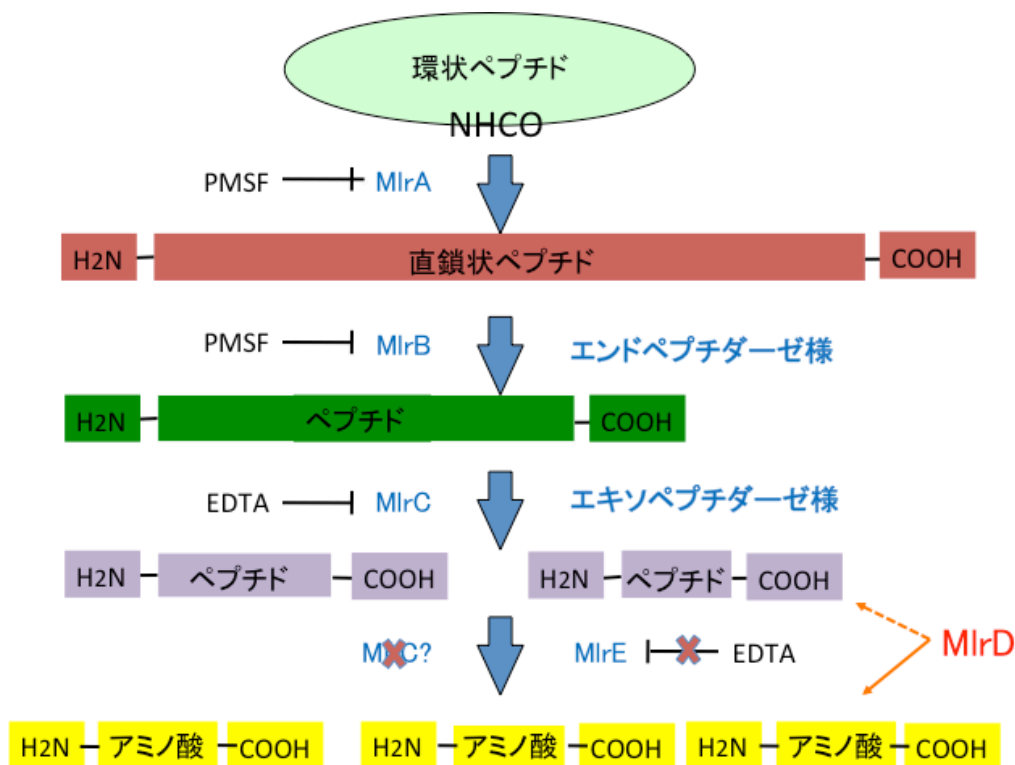 環状ペプチド
NHCO
PMSF
MlrA
H2N
直鎖状ペプチド
COOH
PMSF
MlrB
エンドペプチダーゼ様
H2N
ペプチド
COOH
EDTA
MlrC
エキソペプチダーゼ様
H2N
ペプチド
COOH
H2N
ペプチド
COOH
MlrE
EDTA
MlrD
H2N
アミノ酸
COOH
H2N
アミノ酸
COOH
H2N
アミノ酸
COOH